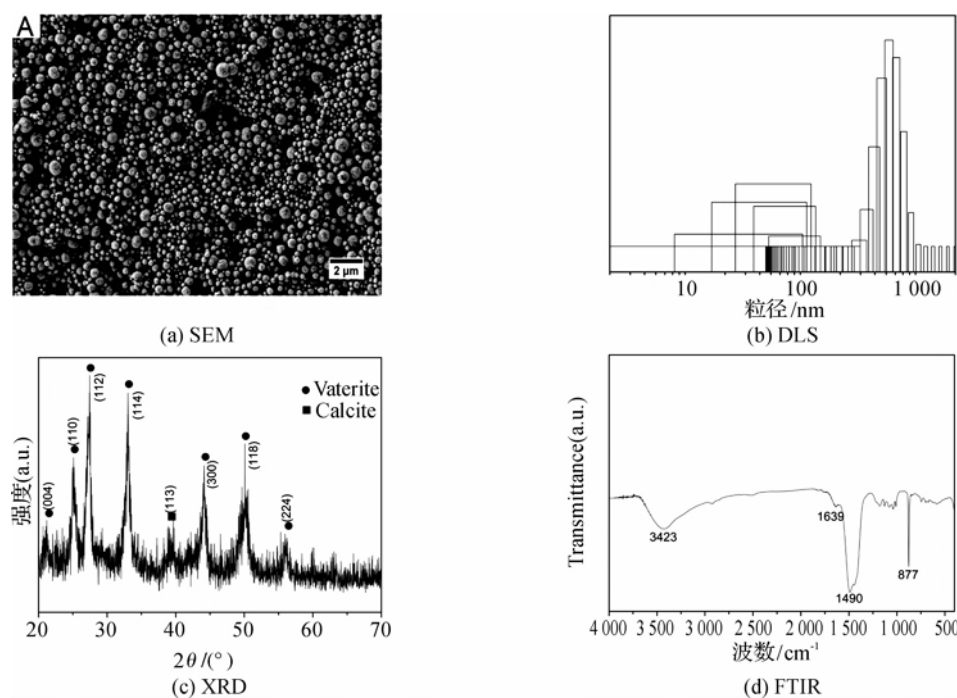 A
2 μm
(a) SEM
10
100
1 000
粒径/nm
(b) DLS
强度(a.u.)
(004)
(110)
(112)
(114)
(113)
(300)
(118)
(224)
● Vaterite
■ Calcite
20 30 40 50 60 70
2θ/(°)
(c) XRD
Transmittance(a.u.)
3423
1639
1490
877
4 000 3 500 3 000 2 500 2 000 1 500 1 000 500
波数/cm⁻¹
(d) FTIR